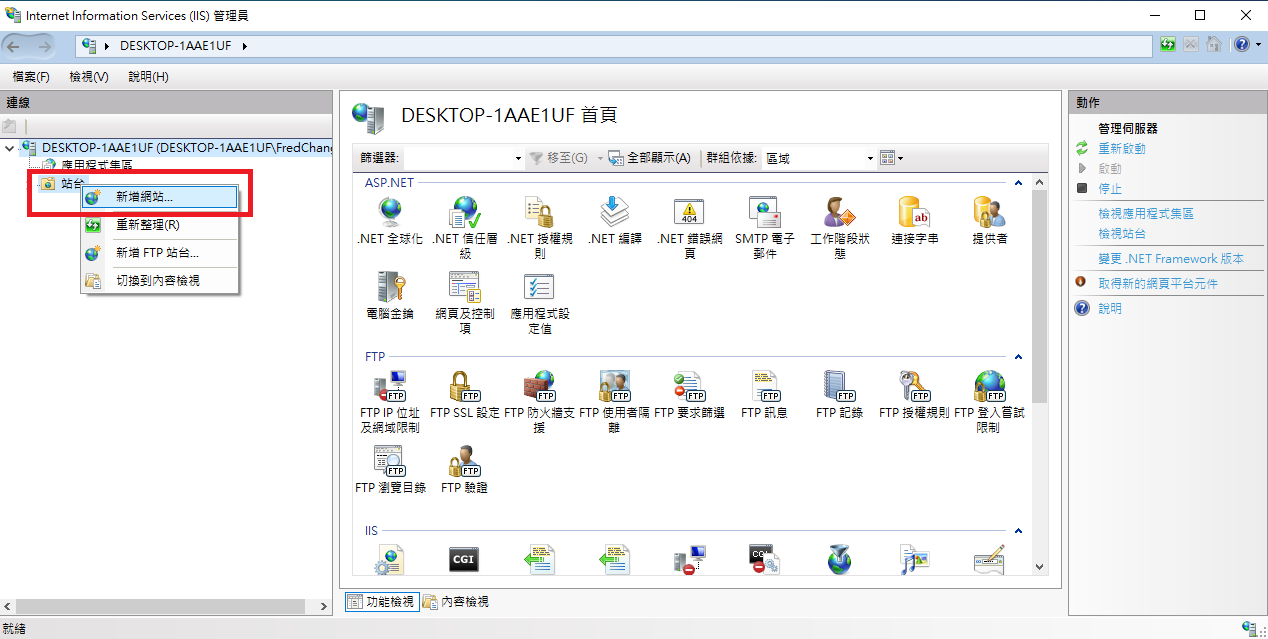 Internet Information Services (IIS) 管理員
DESKTOP-1AAE1UF
檔案(F) 檢視(V) 說明(H)
連線
DESKTOP-1AAE1UF (DESKTOP-1AAE1UF\FredChang
應用程式集區
站台
新增網站...
重新整理(R)
新增 FTP 站台...
切換到內容檢視
DESKTOP-1AAE1UF 首頁
篩選器: 移至(G) 全部顯示(A) 群組依據: 區域
ASP.NET
.NET 全球化
.NET 信任層級
.NET 授權規則
.NET 編譯
.NET 錯誤網頁
404
SMTP 電子郵件
工作階段狀態
連接字串
ab
提供者
電腦金鑰
網頁及控制項
應用程式設定值
FTP
FTP IP 位址及網域限制
FTP SSL 設定
FTP 防火牆支援
FTP 使用者隔離
FTP 要求篩選
FTP 訊息
FTP 記錄
FTP 授權規則
FTP 登入嘗試限制
FTP 瀏覽目錄
FTP 驗證
IIS
CGI
動作
管理伺服器
重新啟動
啟動
停止
檢視應用程式集區
檢視站台
變更 .NET Framework 版本
取得新的網頁平台元件
說明
功能檢視 內容檢視
就緒